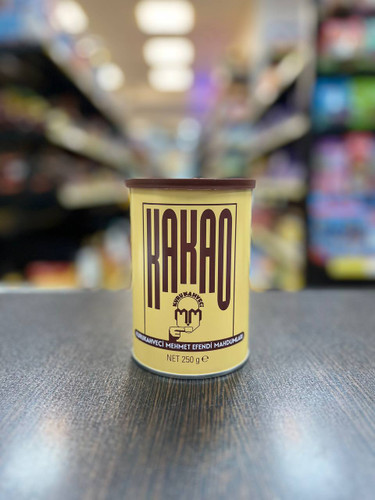 KAKAO
KURUKAHVECİ
MM
KURUKAHVECİ MEHMET EFENDİ MAHDUMLARI
NET 250 g ℮